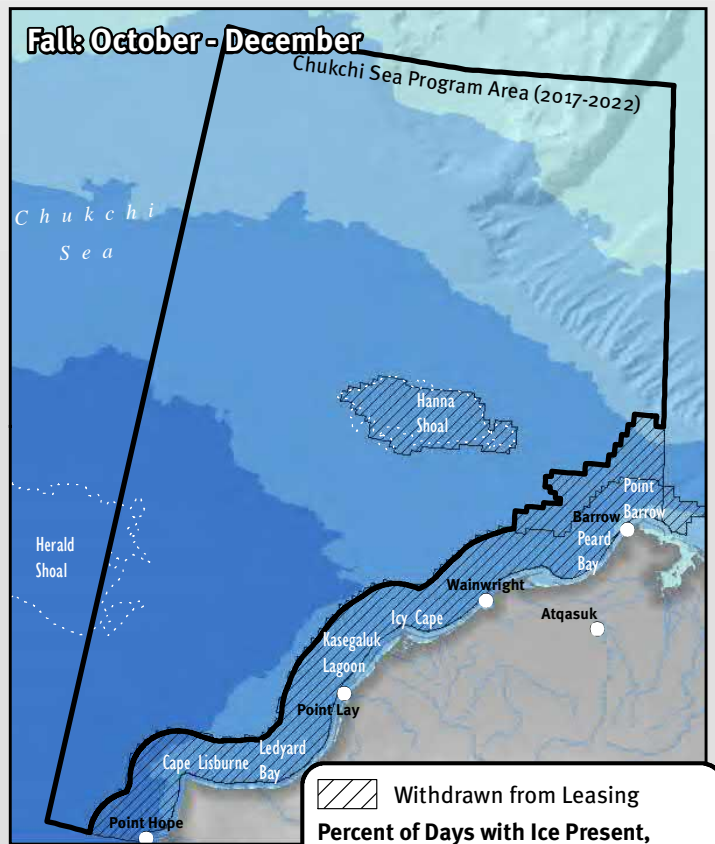 Fall: October - December
Chukchi Sea Program Area (2017-2022)
Chukchi
Sea
Hanna
Shoal
Point
Barrow
Barrow
Peard
Bay
Herald
Shoal
Wainwright
Icy Cape
Atqasuk
Kasegaluk
Lagoon
Point Lay
Ledyard
Bay
Cape Lisburne
Point Hope
Withdrawn from Leasing
Percent of Days with Ice Present,